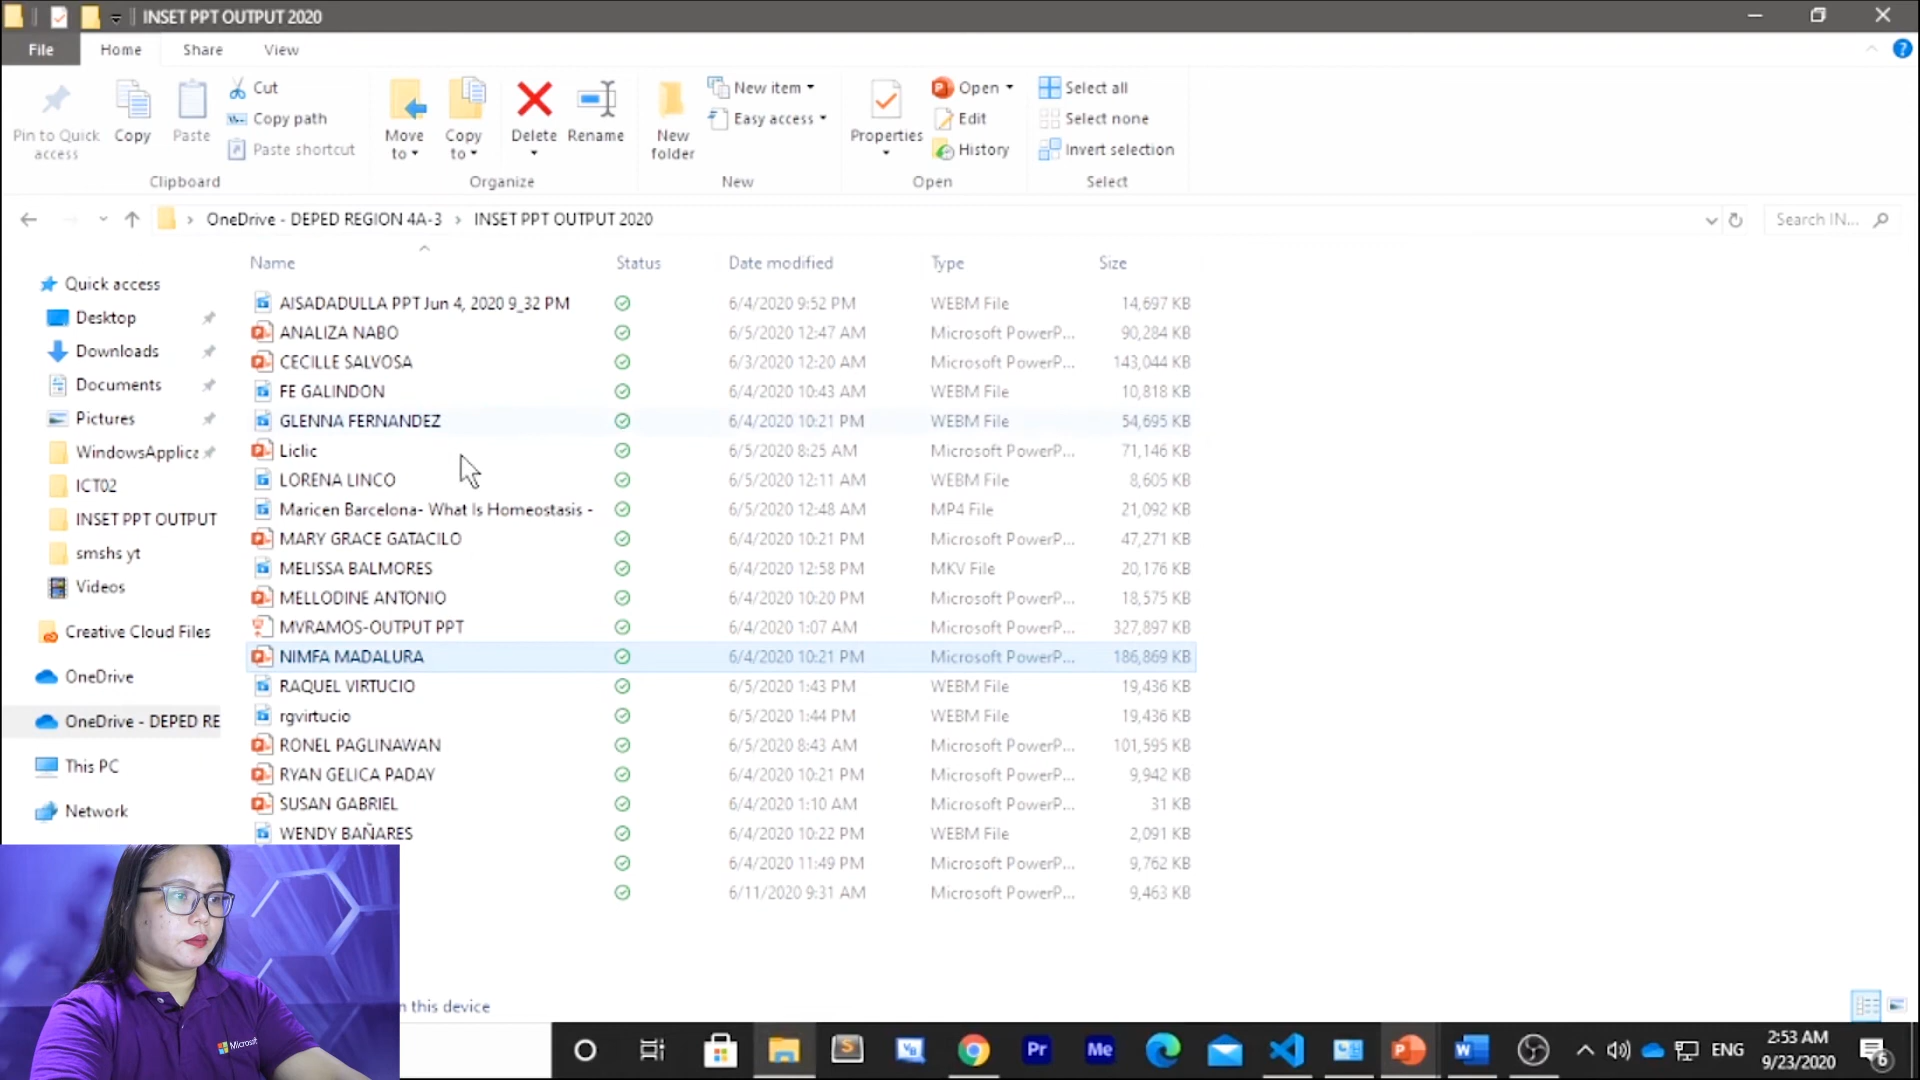 INSET PPT OUTPUT 2020
File Home Share View
Pin to Quick access
Copy
Paste
Cut
Copy path
Paste shortcut
Clipboard
Move to
Copy to
Delete
Rename
Organize
New folder
New item
Easy access
New
Properties
Open
Edit
History
Open
Select all
Select none
Invert selection
Select
OneDrive - DEPED REGION 4A-3 > INSET PPT OUTPUT 2020
Search IN...
Quick access
Desktop
Downloads
Documents
Pictures
WindowsApplica
ICT02
INSET PPT OUTPUT
smshs yt
Videos
Creative Cloud Files
OneDrive
OneDrive - DEPED RE
This PC
Network
Name Status Date modified Type Size
AISADADULLA PPT Jun 4, 2020 9_32 PM 6/4/2020 9:52 PM WEBM File 14,697 KB
ANALIZA NABO 6/5/2020 12:47 AM Microsoft PowerP... 90,284 KB
CECILLE SALVOSA 6/3/2020 12:20 AM Microsoft PowerP... 143,044 KB
FE GALINDON 6/4/2020 10:43 AM WEBM File 10,818 KB
GLENNA FERNANDEZ 6/4/2020 10:21 PM WEBM File 54,695 KB
Liclic 6/5/2020 8:25 AM Microsoft PowerP... 71,146 KB
LORENA LINCO 6/5/2020 12:11 AM WEBM File 8,605 KB
Maricen Barcelona- What Is Homeostasis - 6/5/2020 12:48 AM MP4 File 21,092 KB
MARY GRACE GATACILO 6/4/2020 10:21 PM Microsoft PowerP... 47,271 KB
MELISSA BALMORES 6/4/2020 12:58 PM MKV File 20,176 KB
MELLODINE ANTONIO 6/4/2020 10:20 PM Microsoft PowerP... 18,575 KB
MVRAMOS-OUTPUT PPT 6/4/2020 1:07 AM Microsoft PowerP... 327,897 KB
NIMFA MADALURA 6/4/2020 10:21 PM Microsoft PowerP... 186,869 KB
RAQUEL VIRTUCIO 6/5/2020 1:43 PM WEBM File 19,436 KB
rgvirtucio 6/5/2020 1:44 PM WEBM File 19,436 KB
RONEL PAGLINAWAN 6/5/2020 8:43 AM Microsoft PowerP... 101,595 KB
RYAN GELICA PADAY 6/4/2020 10:21 PM Microsoft PowerP... 9,942 KB
SUSAN GABRIEL 6/4/2020 1:10 AM Microsoft PowerP... 31 KB
WENDY BAÑARES 6/4/2020 10:22 PM WEBM File 2,091 KB
6/4/2020 11:49 PM Microsoft PowerP... 9,762 KB
6/11/2020 9:31 AM Microsoft PowerP... 9,463 KB
this device
Microsoft
S
VB
Pr
Me
P
W
ENG
2:53 AM
9/23/2020
6